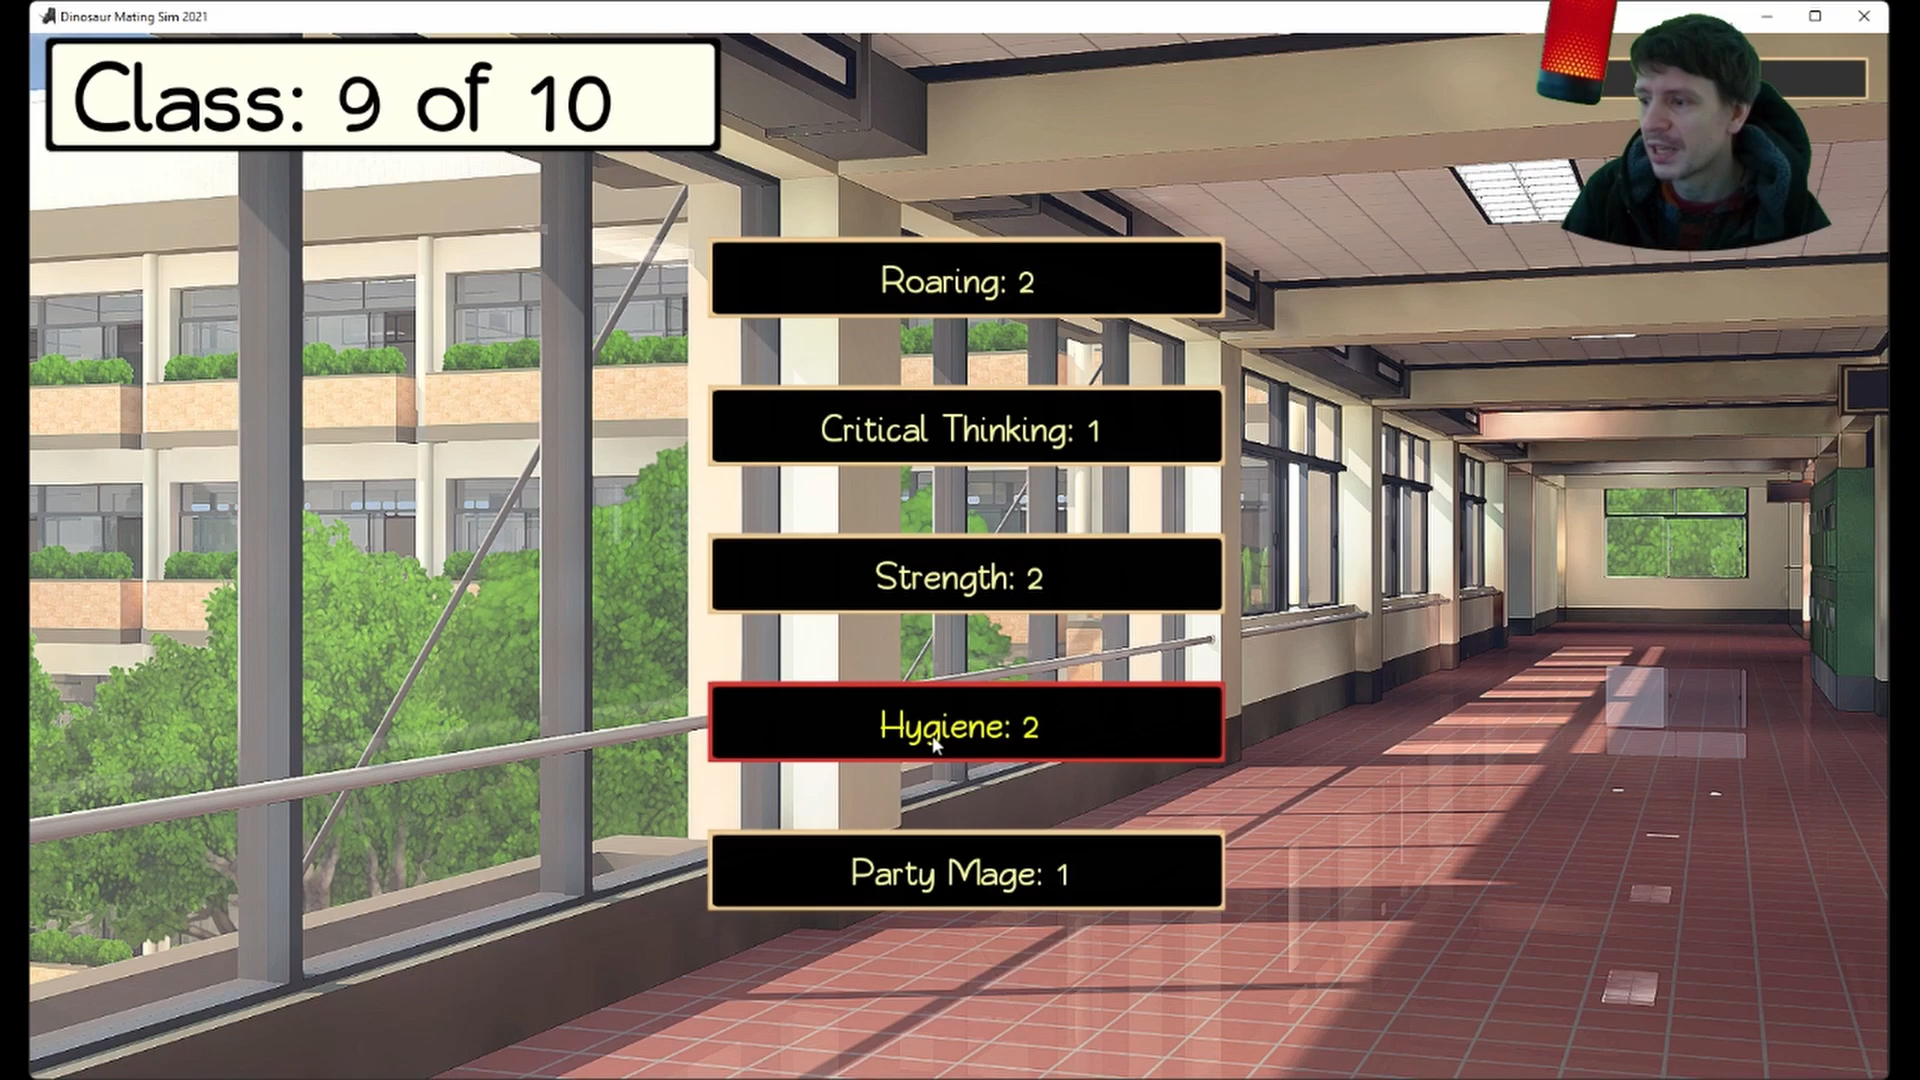 Dinosaur Mating Sim 2021
Class: 9 of 10
Roaring: 2
Critical Thinking: 1
Strength: 2
Hygiene: 2
Party Mage: 1